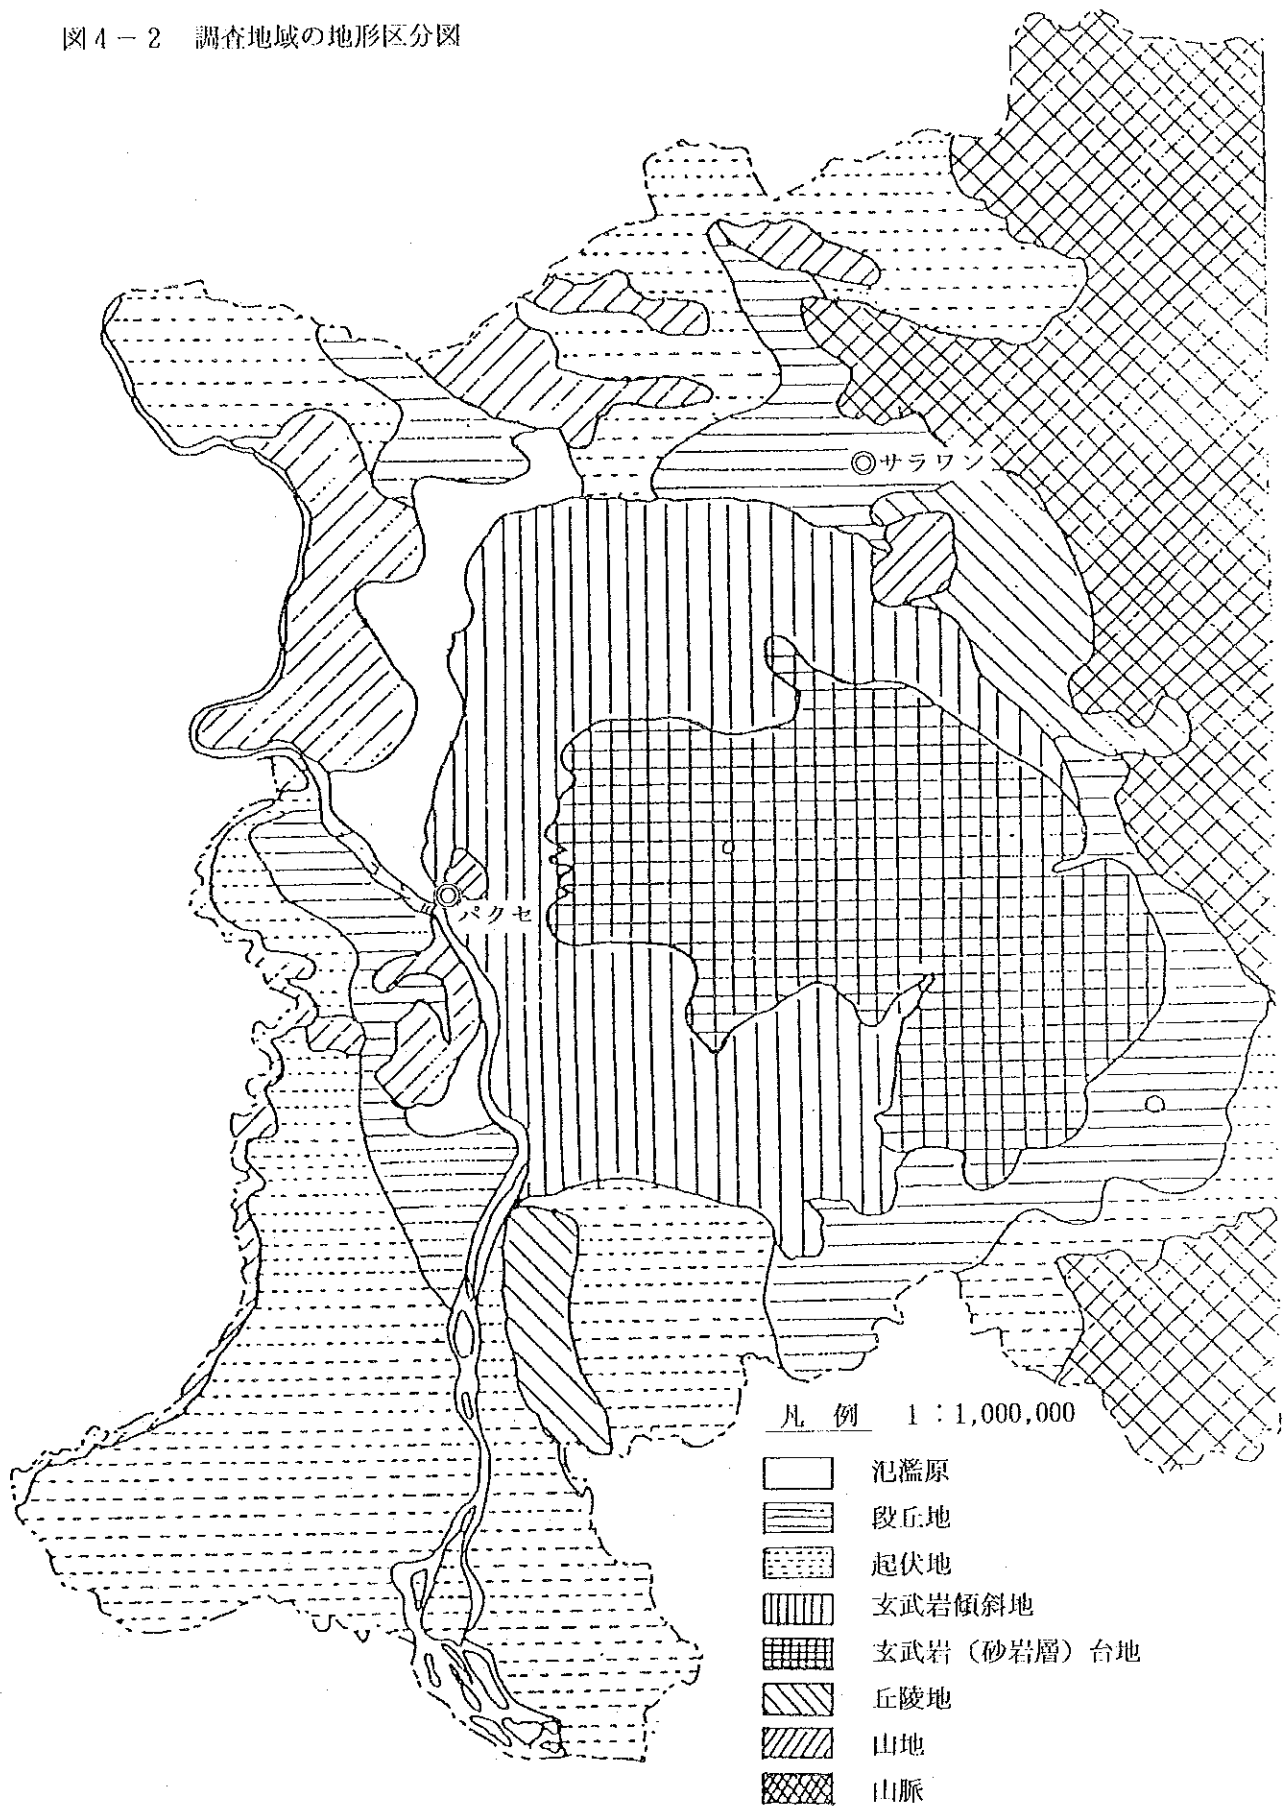 図4－2 調査地域の地形区分図
サラワン
パクセ
凡例 1：1,000,000
氾濫原
段丘地
起伏地
玄武岩傾斜地
玄武岩（砂岩層）台地
丘陵地
山地
山脈